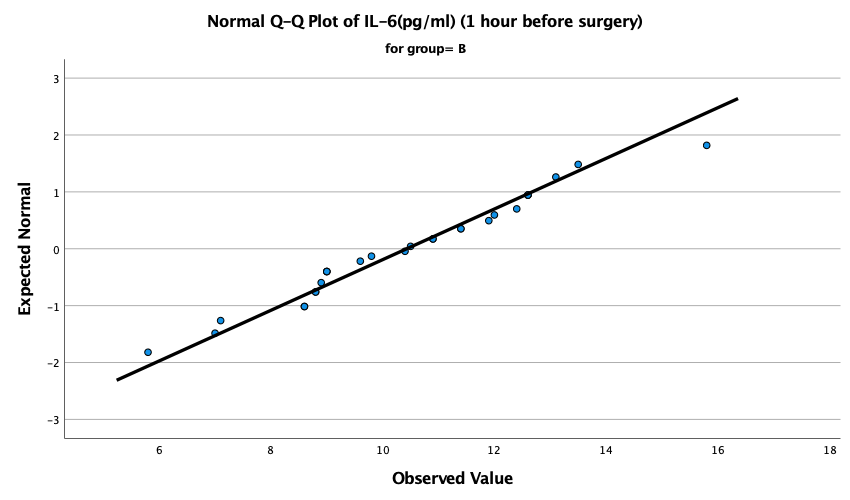 Normal Q-Q Plot of IL-6(pg/ml) (1 hour before surgery)
for group= B
3
2
1
0
-1
-2
-3
Expected Normal
6 8 10 12 14 16 18
Observed Value